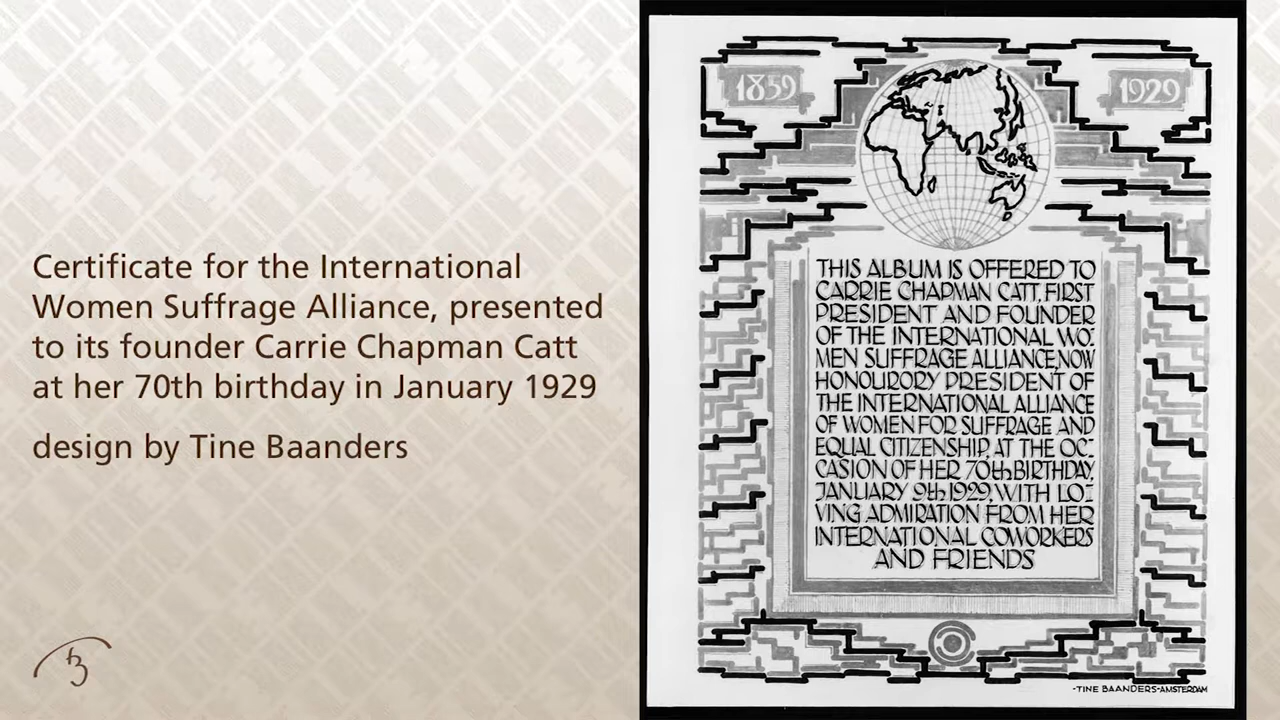 Certificate for the International
Women Suffrage Alliance, presented
to its founder Carrie Chapman Catt
at her 70th birthday in January 1929
design by Tine Baanders
1859
1929
THIS ALBUM IS OFFERED TO
CARRIE CHAPMAN CATT, FIRST
PRESIDENT AND FOUNDER
OF THE INTERNATIONAL WO-
MEN SUFFRAGE ALLIANCE, NOW
HONOURORY PRESIDENT OF
THE INTERNATIONAL ALLIANCE
OF WOMEN FOR SUFFRAGE AND
EQUAL CITIZENSHIP, AT THE OC-
CASION OF HER 70th BIRTHDAY,
JANUARY 9th 1929, WITH LO-
VING ADMIRATION FROM HER
INTERNATIONAL COWORKERS
AND FRIENDS
-TINE BAANDERS-AMSTERDAM